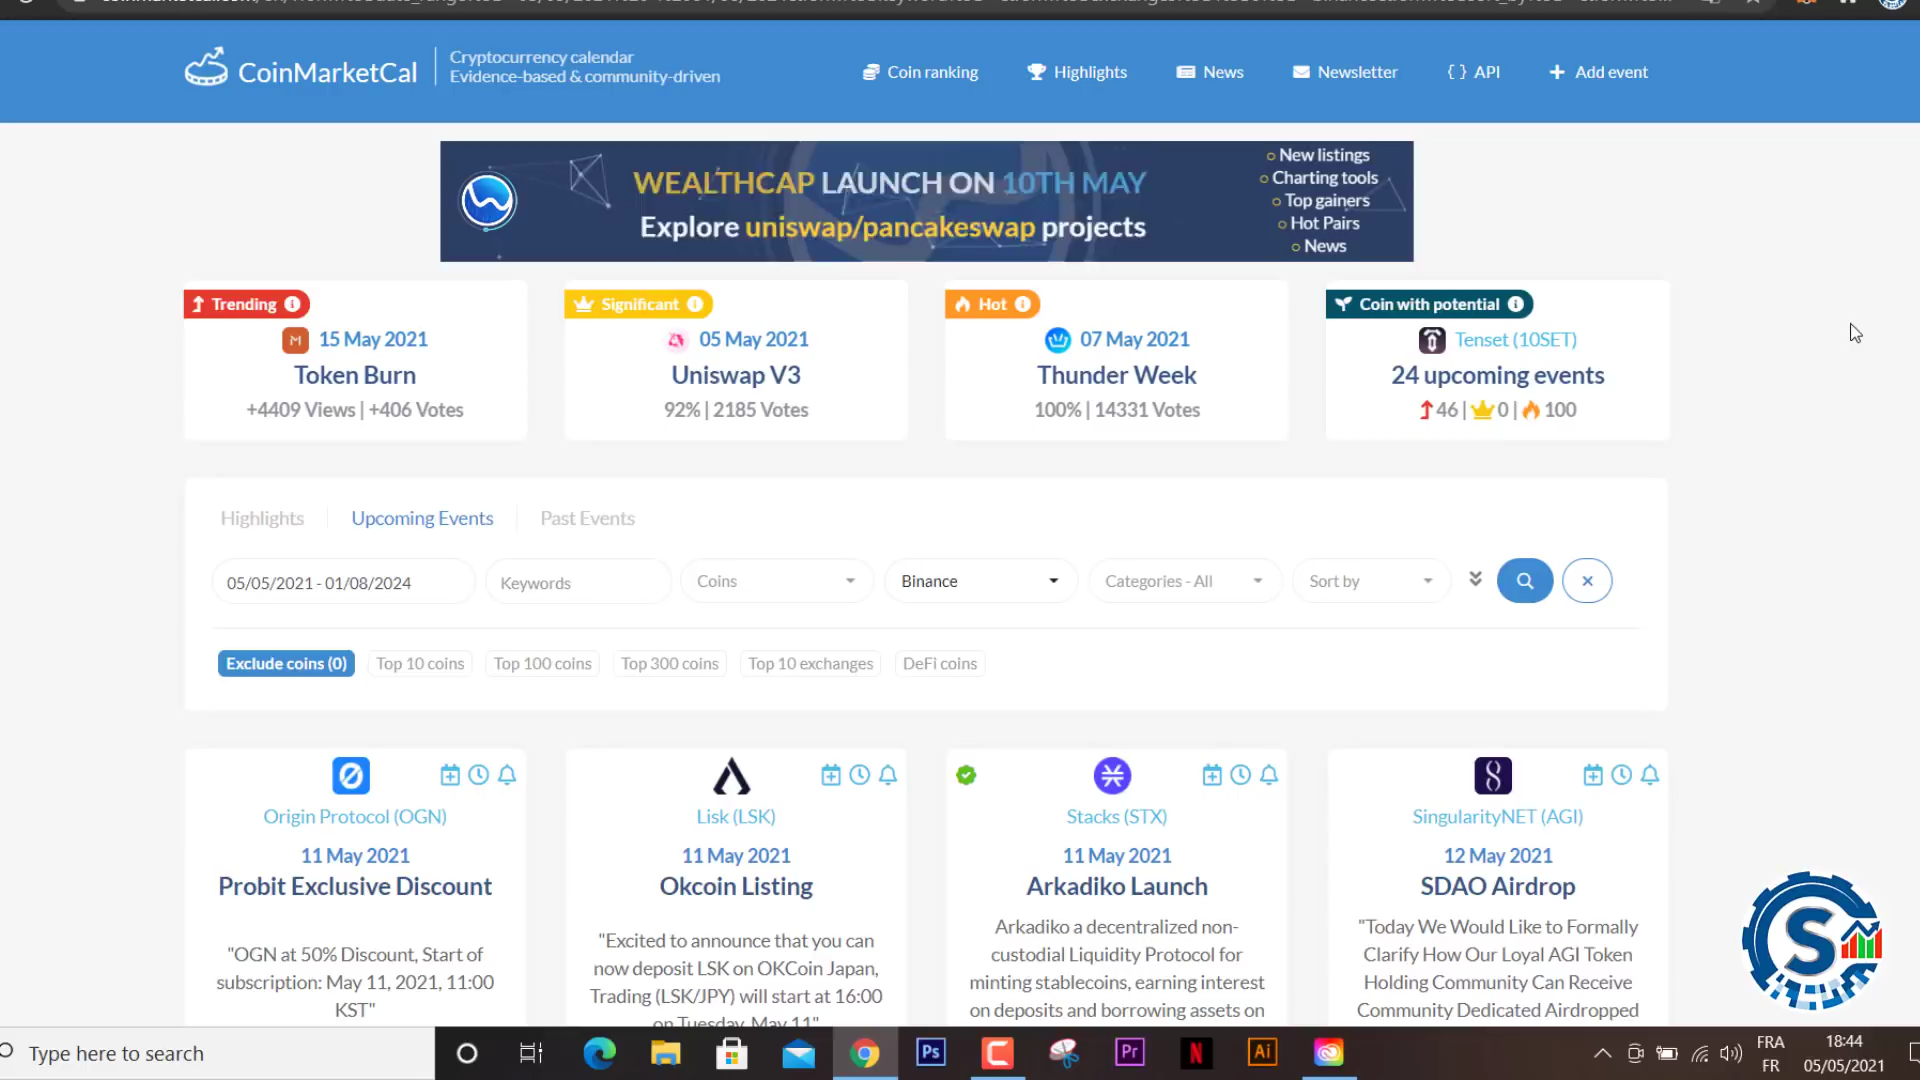 CoinMarketCal
Cryptocurrency calendar
Evidence-based & community-driven
Coin ranking
Highlights
News
Newsletter
{ } API
+ Add event
WEALTHCAP LAUNCH ON 10TH MAY
Explore uniswap/pancakeswap projects
New listings
Charting tools
Top gainers
Hot Pairs
News
Trending
15 May 2021
Token Burn
+4409 Views | +406 Votes
Significant
05 May 2021
Uniswap V3
92% | 2185 Votes
Hot
07 May 2021
Thunder Week
100% | 14331 Votes
Coin with potential
Tenset (10SET)
24 upcoming events
46 | 0 | 100
Highlights
Upcoming Events
Past Events
05/05/2021 - 01/08/2024
Keywords
Coins
Binance
Categories - All
Sort by
Exclude coins (0)
Top 10 coins
Top 100 coins
Top 300 coins
Top 10 exchanges
DeFi coins
Origin Protocol (OGN)
11 May 2021
Probit Exclusive Discount
"OGN at 50% Discount, Start of
subscription: May 11, 2021, 11:00
KST"
Lisk (LSK)
11 May 2021
Okcoin Listing
"Excited to announce that you can
now deposit LSK on OKCoin Japan,
Trading (LSK/JPY) will start at 16:00
on Tuesday, May 11"
Stacks (STX)
11 May 2021
Arkadiko Launch
Arkadiko a decentralized non-
custodial Liquidity Protocol for
minting stablecoins, earning interest
on deposits and borrowing assets on
SingularityNET (AGI)
12 May 2021
SDAO Airdrop
"Today We Would Like to Formally
Clarify How Our Loyal AGI Token
Holding Community Can Receive
Community Dedicated Airdropped
S
Type here to search
Ps
Pr
N
Ai
FRA
FR
18:44
05/05/2021